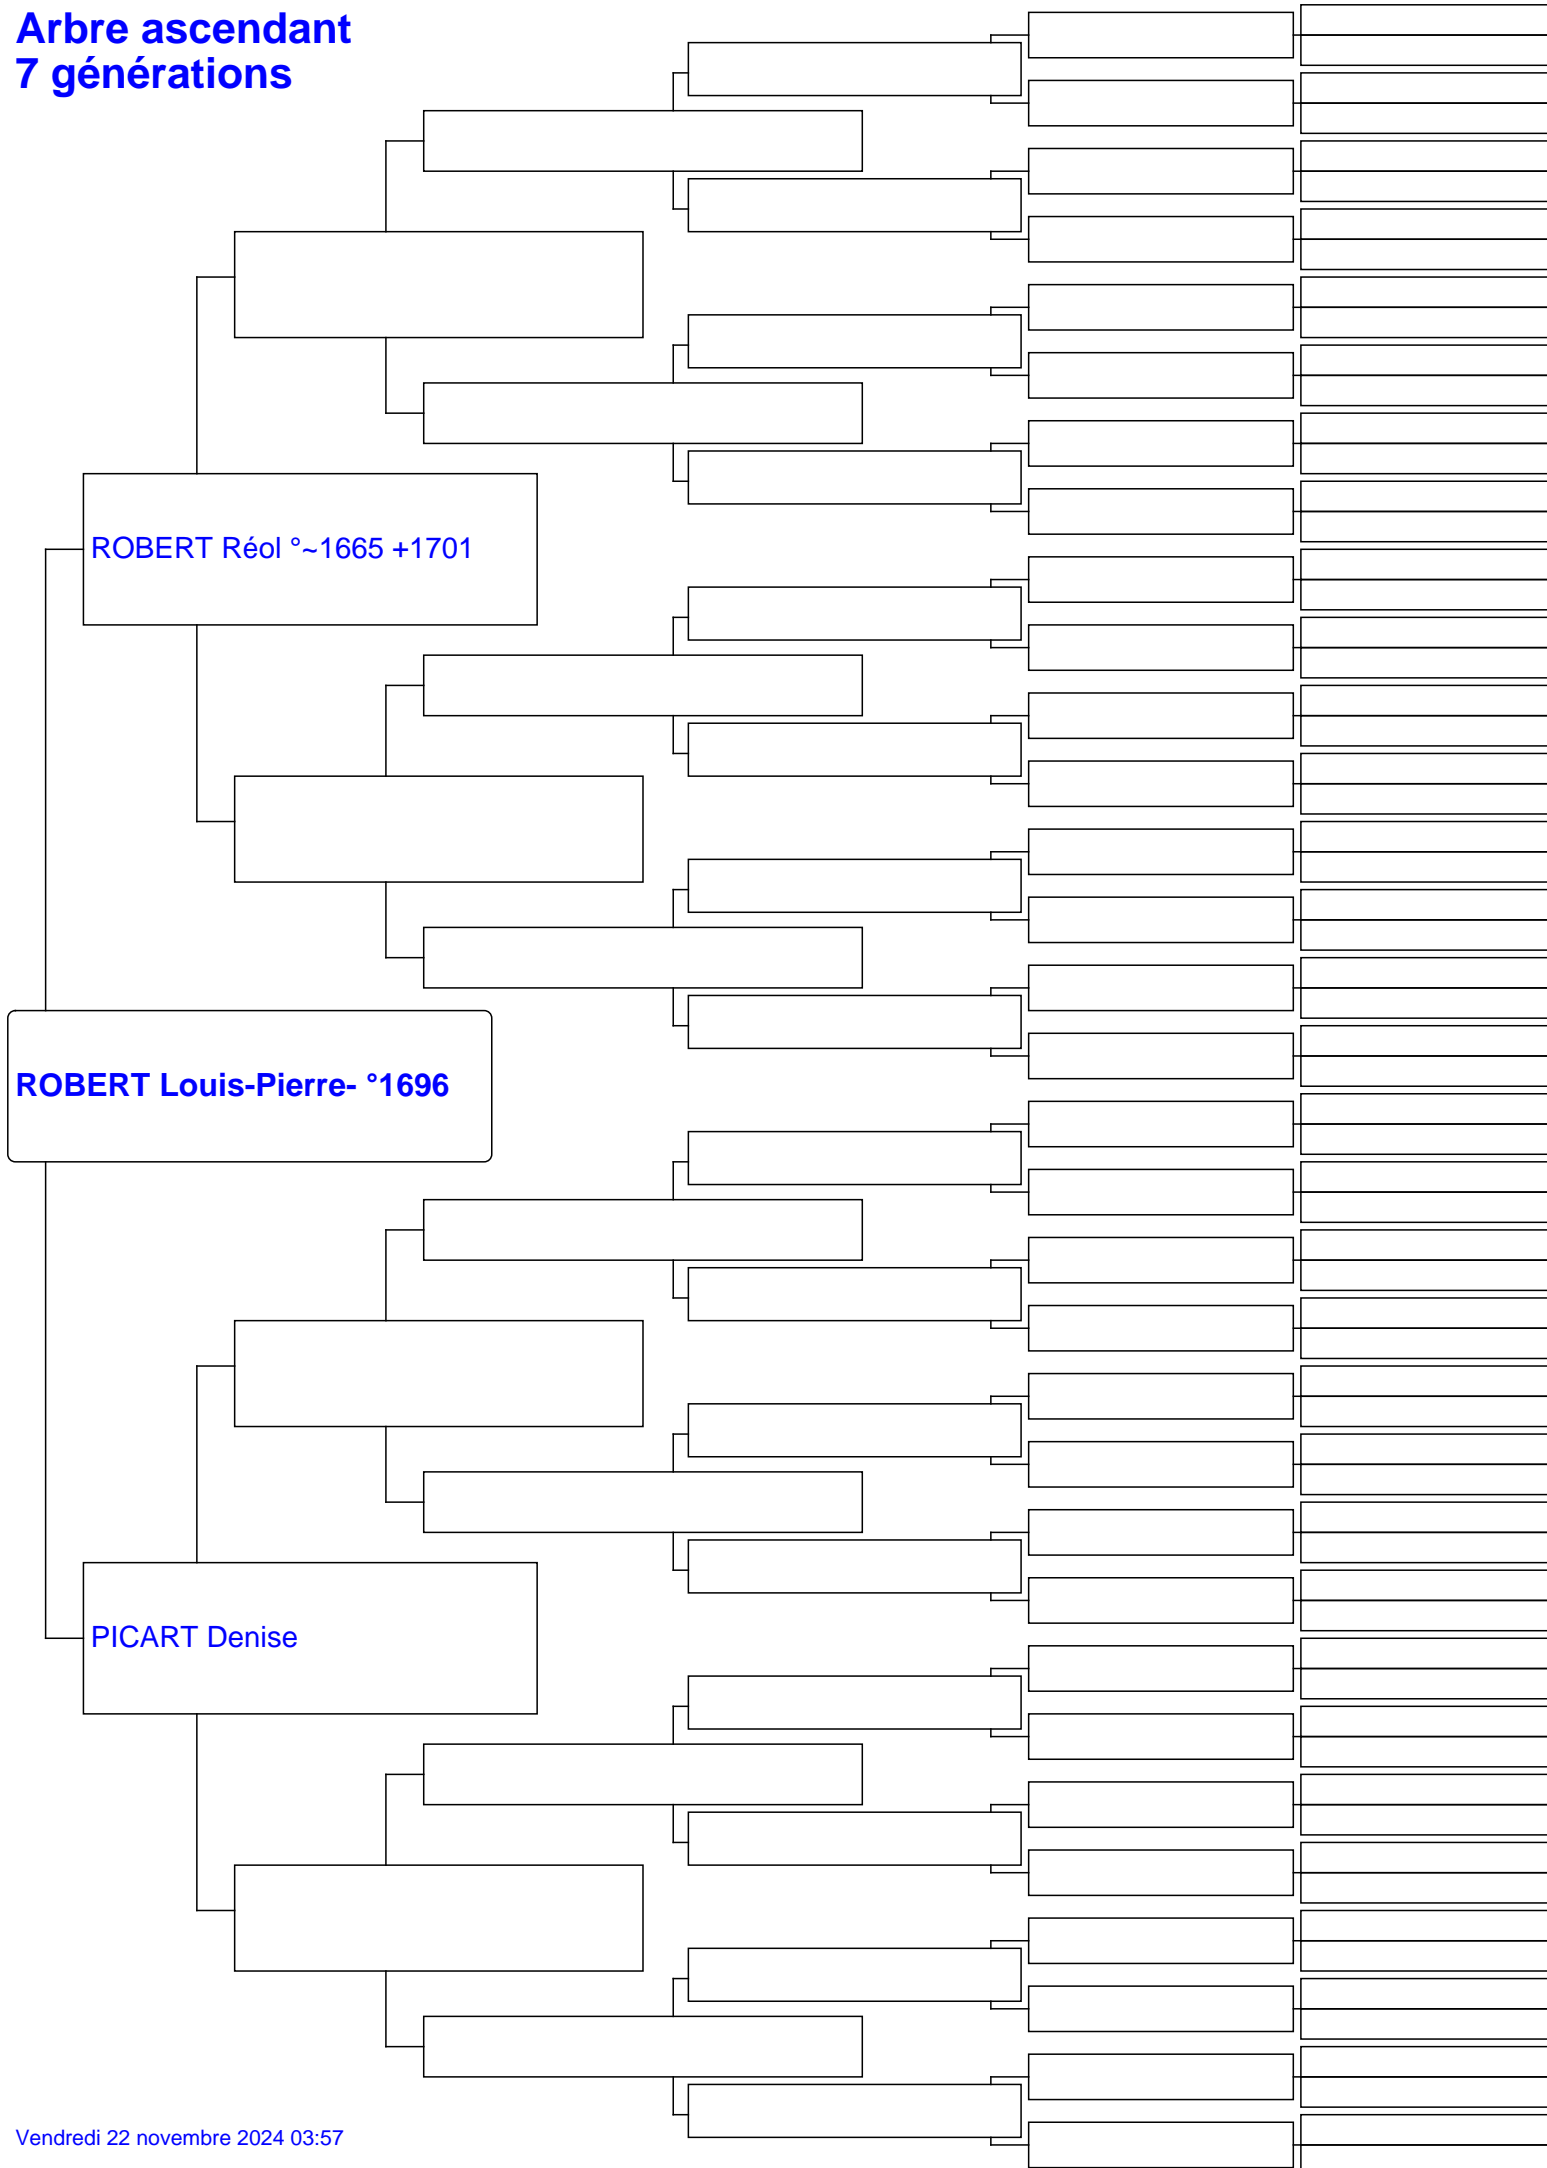 Arbre ascendant
7 générations
ROBERT Réol °~1665 +1701
ROBERT Louis-Pierre- °1696
PICART Denise
Vendredi 22 novembre 2024 03:57